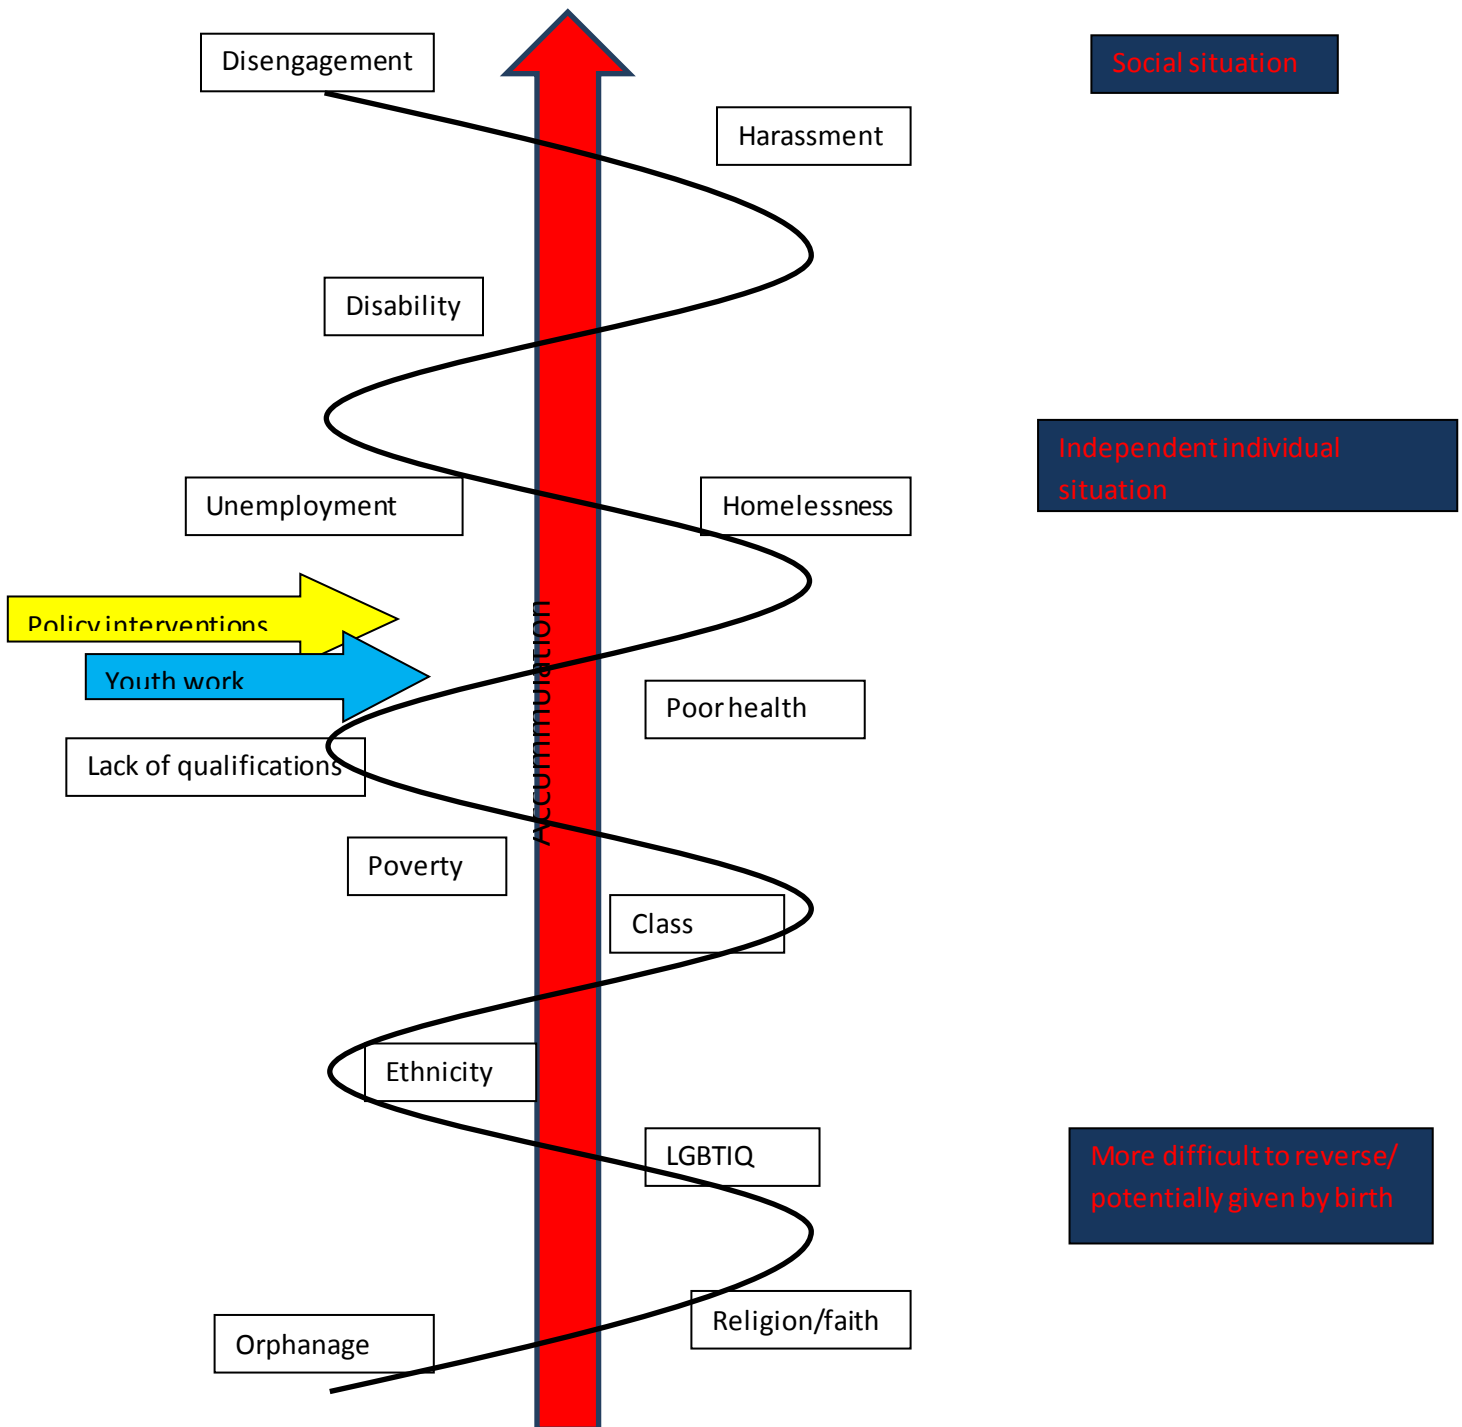 Disengagement
Social situation
Harassment
Disability
Independent individual
situation
Unemployment
Homelessness
Policy interventions
Youth work
Accummulation
Poor health
Lack of qualifications
Poverty
Class
Ethnicity
LGBTIQ
More difficult to reverse/
potentially given by birth
Religion/faith
Orphanage